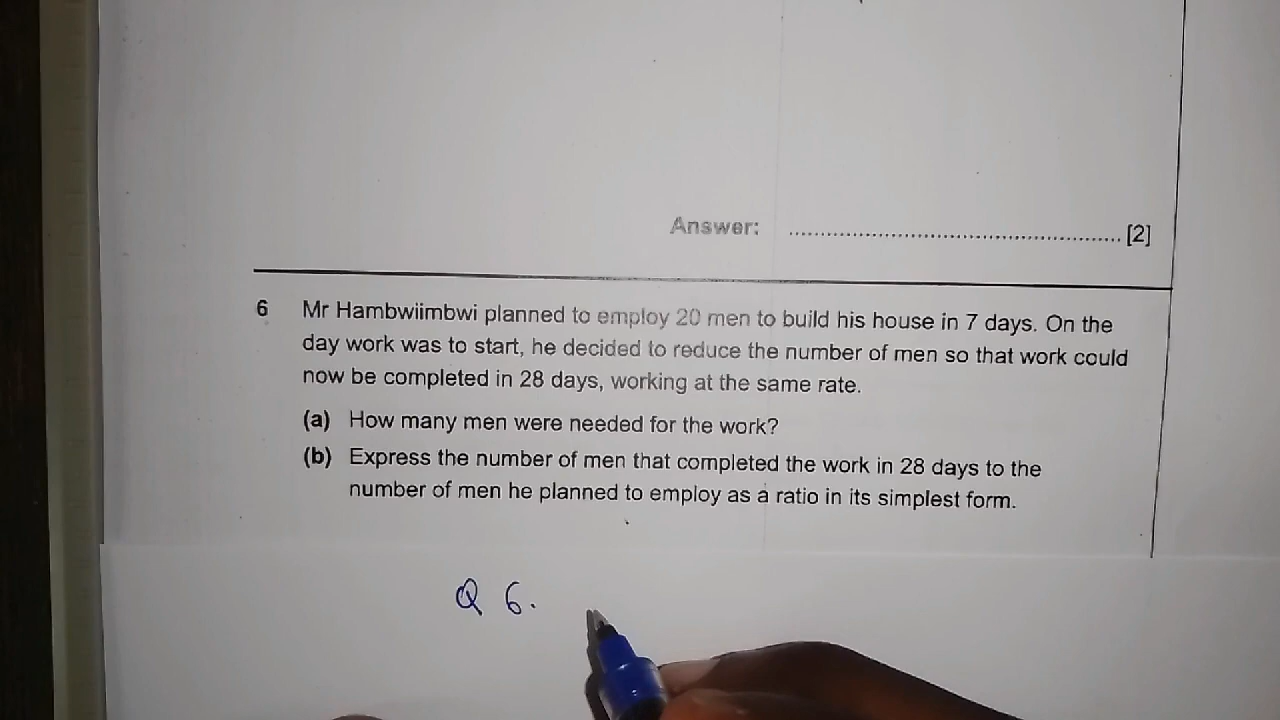 Answer: ........................................................ [2]
6 Mr Hambwiimbwi planned to employ 20 men to build his house in 7 days. On the
day work was to start, he decided to reduce the number of men so that work could
now be completed in 28 days, working at the same rate.
(a) How many men were needed for the work?
(b) Express the number of men that completed the work in 28 days to the
number of men he planned to employ as a ratio in its simplest form.
Q 6.